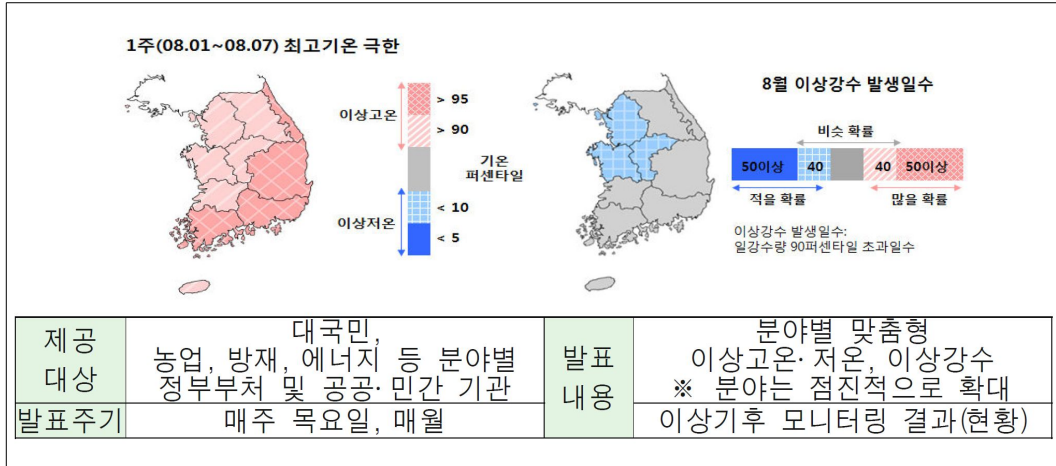 1주(08.01~08.07) 최고기온 극한
이상고온
> 95
> 90
기온
퍼센타일
이상저온
< 10
< 5
8월 이상강수 발생일수
비슷 확률
50이상
40
40
50이상
적을 확률
많을 확률
이상강수 발생일수:
일강수량 90퍼센타일 초과일수
제공
대상
대국민,
농업, 방재, 에너지 등 분야별
정부부처 및 공공·민간 기관
발표
내용
분야별 맞춤형
이상고온·저온, 이상강수
※ 분야는 점진적으로 확대
발표주기
매주 목요일, 매월
이상기후 모니터링 결과(현황)